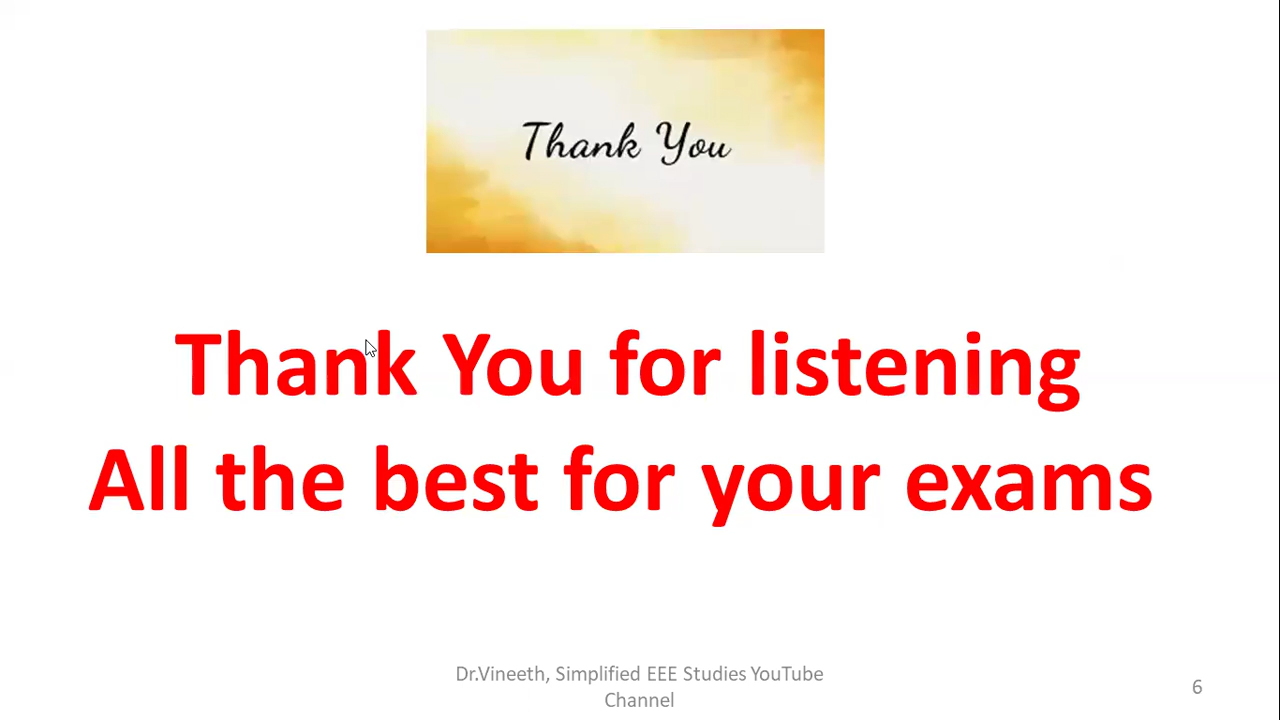 Thank You
Thank You for listening
All the best for your exams
Dr.Vineeth, Simplified EEE Studies YouTube
Channel
6